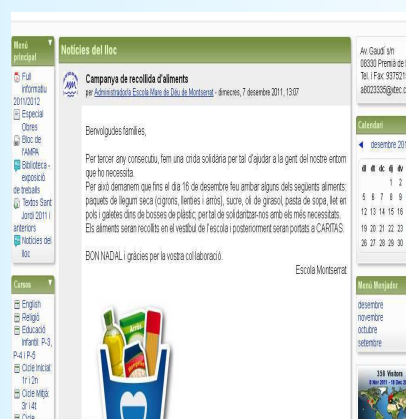 Menú
principal
Full
informatiu
2011/2012
Especial
Obres
Bloc de
l'AMPA
Biblioteca -
exposició
de treballs
Textos Sant
Jordi 2011 i
anteriors
Notícies del
lloc
Cursos
English
Religió
Educació
Infantil: P-3,
P-4 i P-5
Cicle Inicial:
1r i 2n
Cicle Mitjà:
3r i 4t
Cicle
Notícies del lloc
Campanya de recollida d'aliments
per Administrador/a Escola Mare de Déu de Montserrat - dimecres, 7 desembre 2011, 13:07
Benvolgudes famílies,
Per tercer any consecutiu, fem una crida solidària per tal d'ajudar a la gent del nostre entorn
que ho necessita.
Per això demanem que fins el dia 16 de desembre feu arribar alguns dels següents aliments:
paquets de llegum seca (cigrons, llenties i arròs), sucre, oli de girasol, pasta de sopa, llet en
pols i galetes dins de bosses de plàstic; per tal de solidaritzar-nos amb els més necessitats.
Els aliments seran recollits en el vestíbul de l'escola i posteriorment seran portats a CARITAS.
BON NADAL i gràcies per la vostra col·laboració.
Escola Montserrat
Arròs
Av. Gaudí s/n
08330 Premià de
Tel. i Fax: 937521
a8023335@xtec.c
Calendari
desembre 201
dl dt dc dj dv
1 2
5 6 7 8 9
12 13 14 15 16
19 20 21 22 23
26 27 28 29 30
Menú Menjador
desembre
novembre
octubre
setembre
358 Visitors